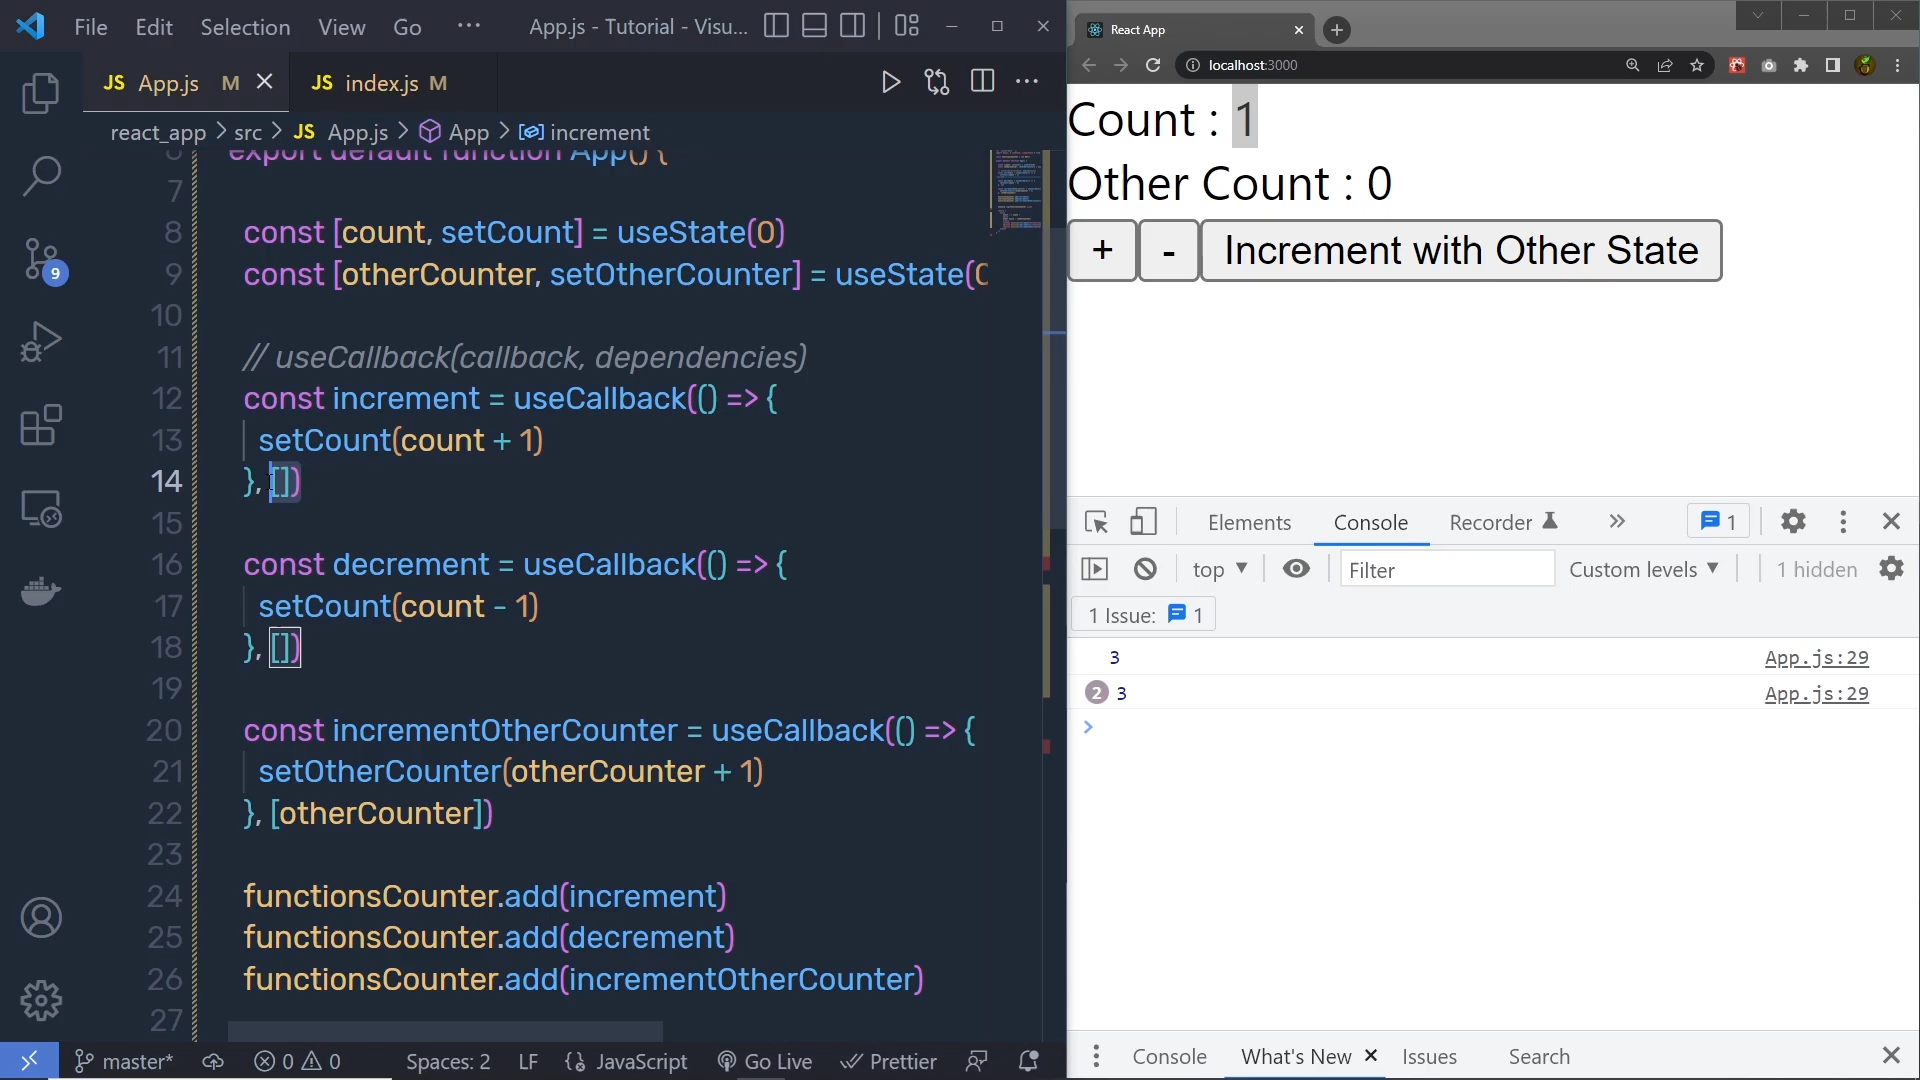 File Edit Selection View Go ··· App.js - Tutorial - Visu...
JS App.js M JS index.js M
react_app > src > JS App.js > App > increment
6 export default function App() {
7
8 const [count, setCount] = useState(0)
9 const [otherCounter, setOtherCounter] = useState(0
10
11 // useCallback(callback, dependencies)
12 const increment = useCallback(() => {
13 setCount(count + 1)
14 }, [])
15
16 const decrement = useCallback(() => {
17 setCount(count - 1)
18 }, [])
19
20 const incrementOtherCounter = useCallback(() => {
21 setOtherCounter(otherCounter + 1)
22 }, [otherCounter])
23
24 functionsCounter.add(increment)
25 functionsCounter.add(decrement)
26 functionsCounter.add(incrementOtherCounter)
27
9
master* 0 0 Spaces: 2 LF {} JavaScript Go Live Prettier
React App
localhost:3000
Count : 1
Other Count : 0
+ - Increment with Other State
Elements Console Recorder 1
top Filter Custom levels 1 hidden
1 Issue: 1
3 App.js:29
2 3 App.js:29
Console What's New Issues Search